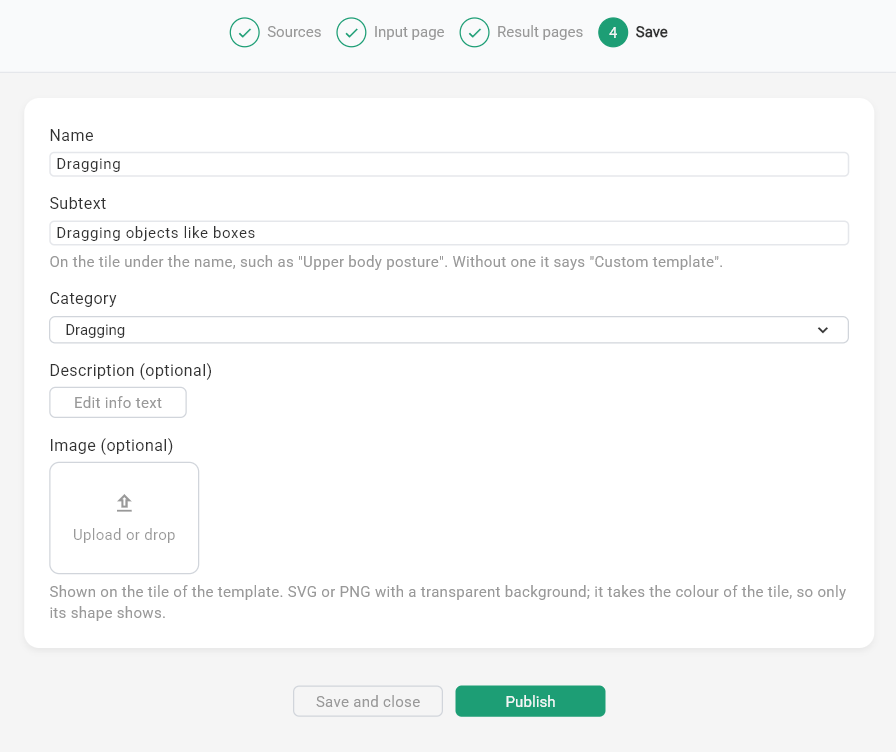 Sources Input page Result pages 4 Save
Name
Dragging
Subtext
Dragging objects like boxes
On the tile under the name, such as "Upper body posture". Without one it says "Custom template".
Category
Dragging
Description (optional)
Edit info text
Image (optional)
Upload or drop
Shown on the tile of the template. SVG or PNG with a transparent background; it takes the colour of the tile, so only
its shape shows.
Save and close Publish